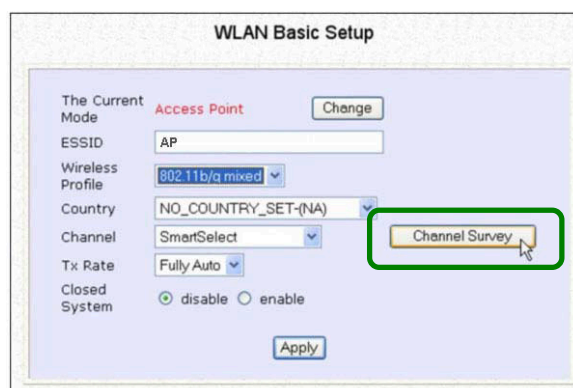 WLAN Basic Setup
The Current Mode Access Point Change
ESSID AP
Wireless Profile 802.11b/g mixed
Country NO_COUNTRY_SET-(NA)
Channel SmartSelect Channel Survey
Tx Rate Fully Auto
Closed System disable enable
Apply